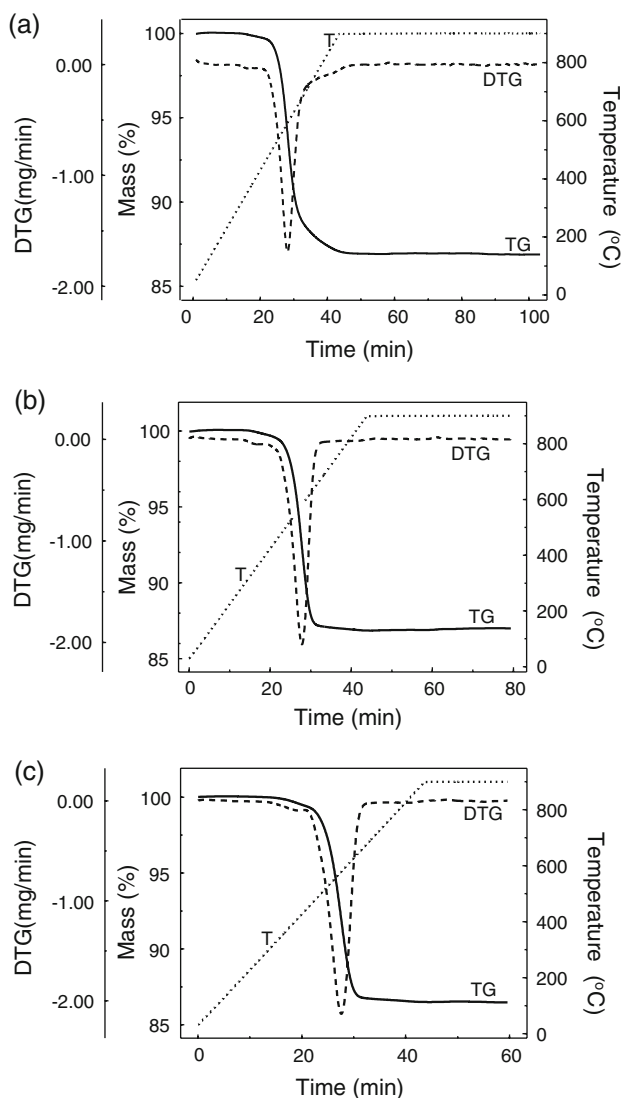 (a)
DTG(mg/min)
0.00
-1.00
-2.00
Mass (%)
100
95
90
85
T
DTG
TG
800
600
400
200
0
Temperature (°C)
0 20 40 60 80 100
Time (min)
(b)
DTG(mg/min)
0.00
-1.00
-2.00
Mass (%)
100
95
90
85
T
DTG
TG
800
600
400
200
0
Temperature (°C)
0 20 40 60 80
Time (min)
(c)
DTG(mg/min)
0.00
-1.00
-2.00
Mass (%)
100
95
90
85
T
DTG
TG
800
600
400
200
0
Temperature (°C)
0 20 40 60
Time (min)